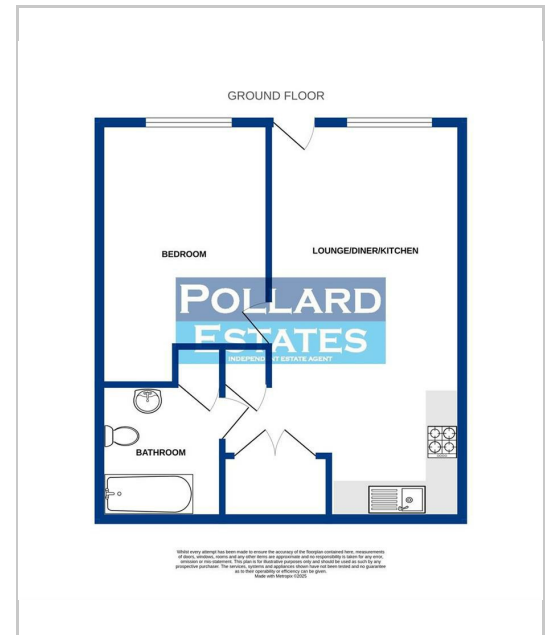 GROUND FLOOR
BEDROOM
LOUNGE/DINER/KITCHEN
POLLARD
ESTATES
INDEPENDENT ESTATE AGENT
BATHROOM
Whilst every attempt has been made to ensure the accuracy of the floorplan contained here, measurements
of doors, windows, rooms and any other items are approximate and no responsibility is taken for any error,
omission or mis-statement. This plan is for illustrative purposes only and should be used as such by any
prospective purchaser. The services, systems and appliances shown have not been tested and no guarantee
as to their operability or efficiency can be given.
Made with Metropix ©2025